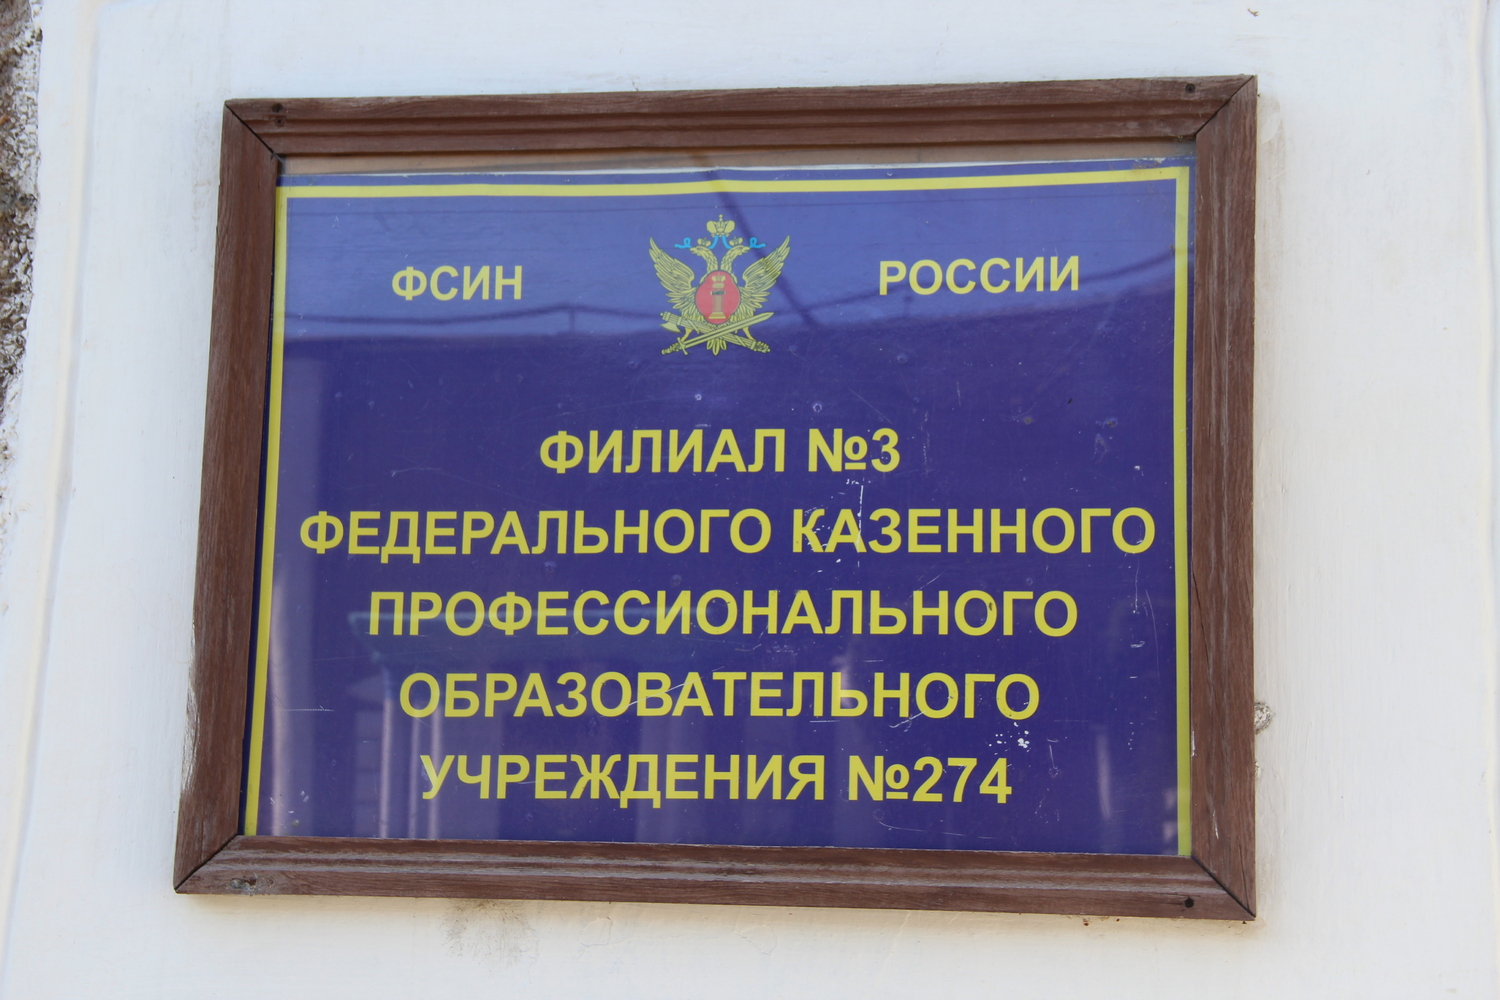 ФСИН РОССИИ
ФИЛИАЛ №3
ФЕДЕРАЛЬНОГО КАЗЕННОГО
ПРОФЕССИОНАЛЬНОГО
ОБРАЗОВАТЕЛЬНОГО
УЧРЕЖДЕНИЯ №274